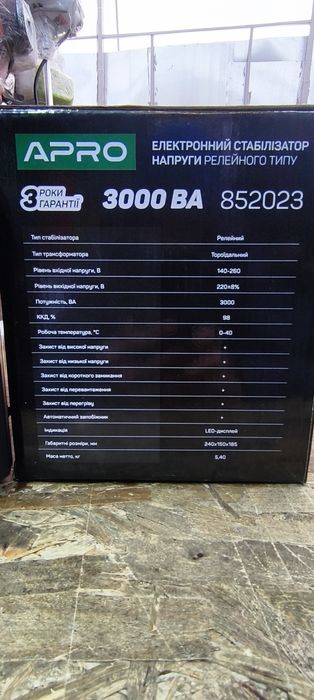 APRO
ЕЛЕКТРОННИЙ СТАБІЛІЗАТОР
НАПРУГИ РЕЛЕЙНОГО ТИПУ
3 РОКИ ГАРАНТІЇ
3000 ВА 852023
Тип стабілізатора Релейний
Тип трансформатора Тороїдальний
Рівень вхідної напруги, В 140-260
Рівень вихідної напруги, В 220±8%
Потужність, ВА 3000
ККД, % 98
Робоча температура, °С 0-40
Захист від високої напруги +
Захист від низької напруги +
Захист від короткого замикання +
Захист від перевантаження +
Захист від перегріву +
Автоматичний запобіжник +
Індикація LED-дисплей
Габаритні розміри, мм 240х150х185
Маса нетто, кг 5,40